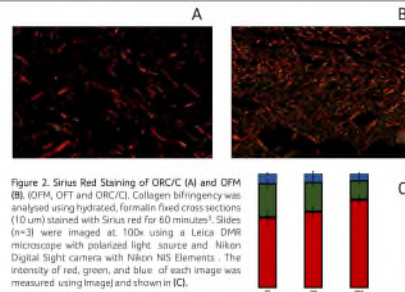 A
B
Figure 2. Sirius Red Staining of ORC/C (A) and OFM
(B). (OFM, OFT and ORC/C). Collagen bifringency was
analysed using hydrated, formalin fixed cross sections
(10 um) stained with Sirius red for 60 minutes³. Slides
(n=3) were imaged at 100x using a Leica DMR
microscope with polarized light source and Nikon
Digital Sight camera with Nikon NIS Elements . The
intensity of red, green, and blue of each image was
measured using ImageJ and shown in (C).
C